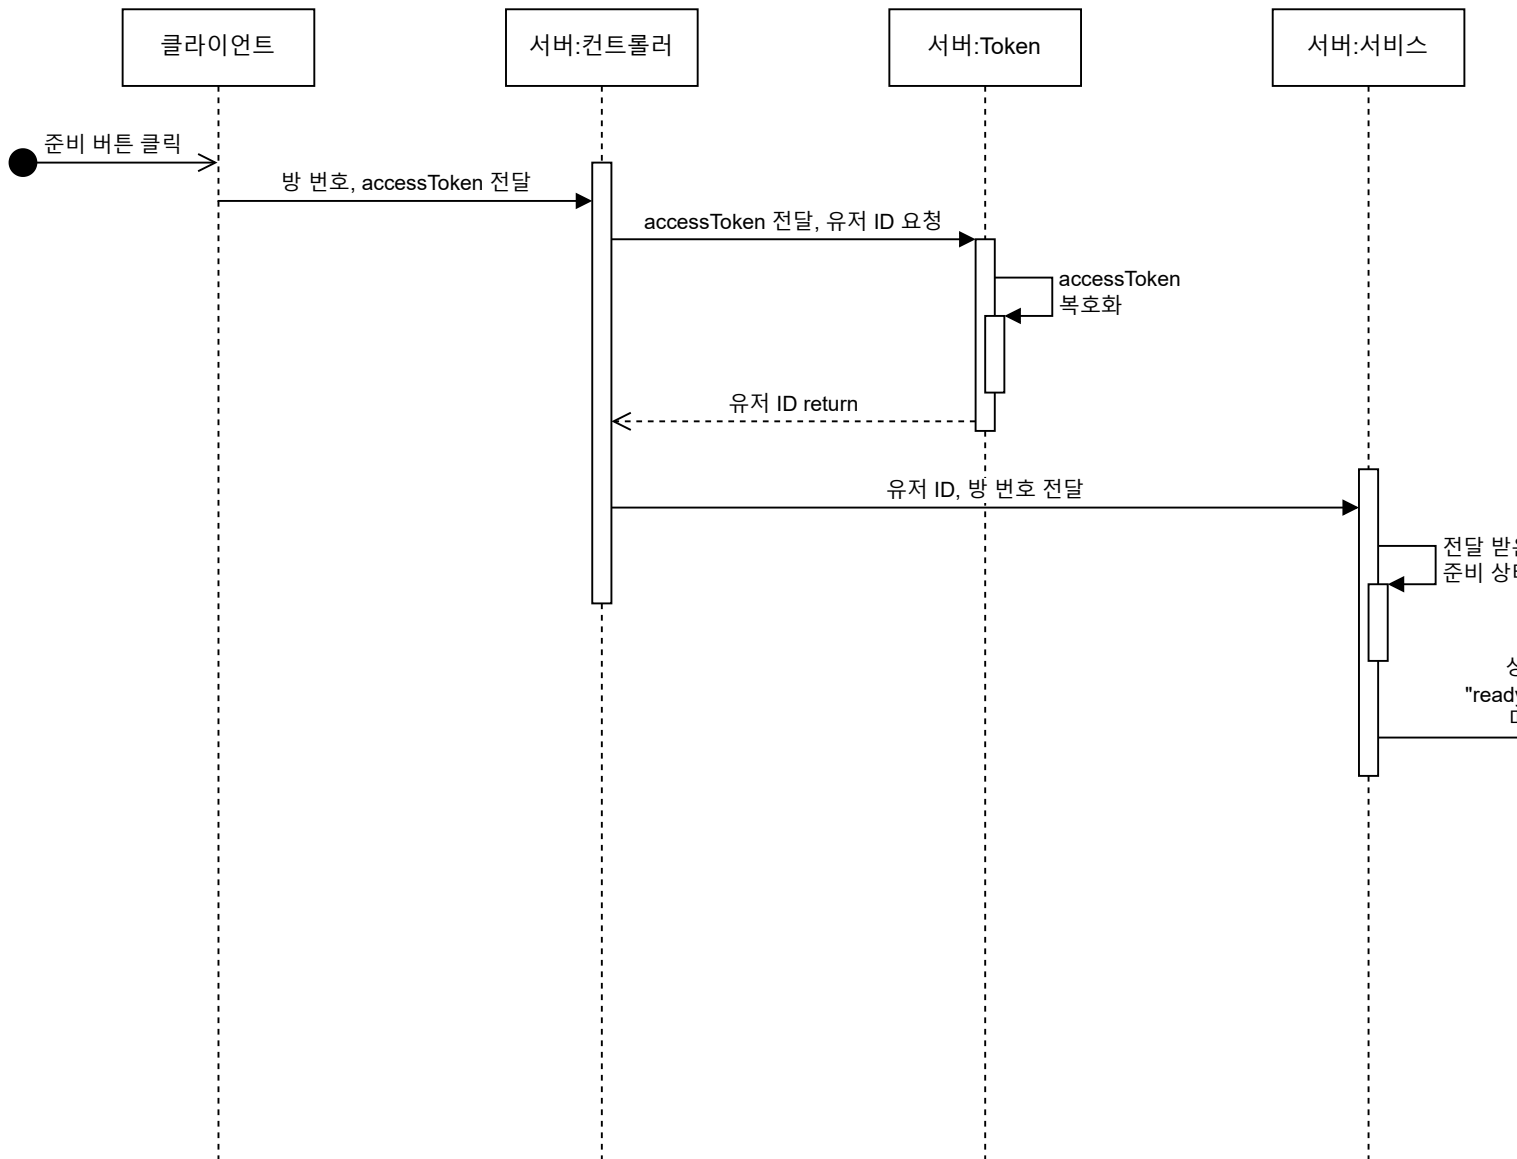 클라이언트
서버:컨트롤러
서버:Token
서버:서비스
준비 버튼 클릭
방 번호, accessToken 전달
accessToken 전달, 유저 ID 요청
accessToken
복호화
유저 ID return
유저 ID, 방 번호 전달
전달
준비
"ready